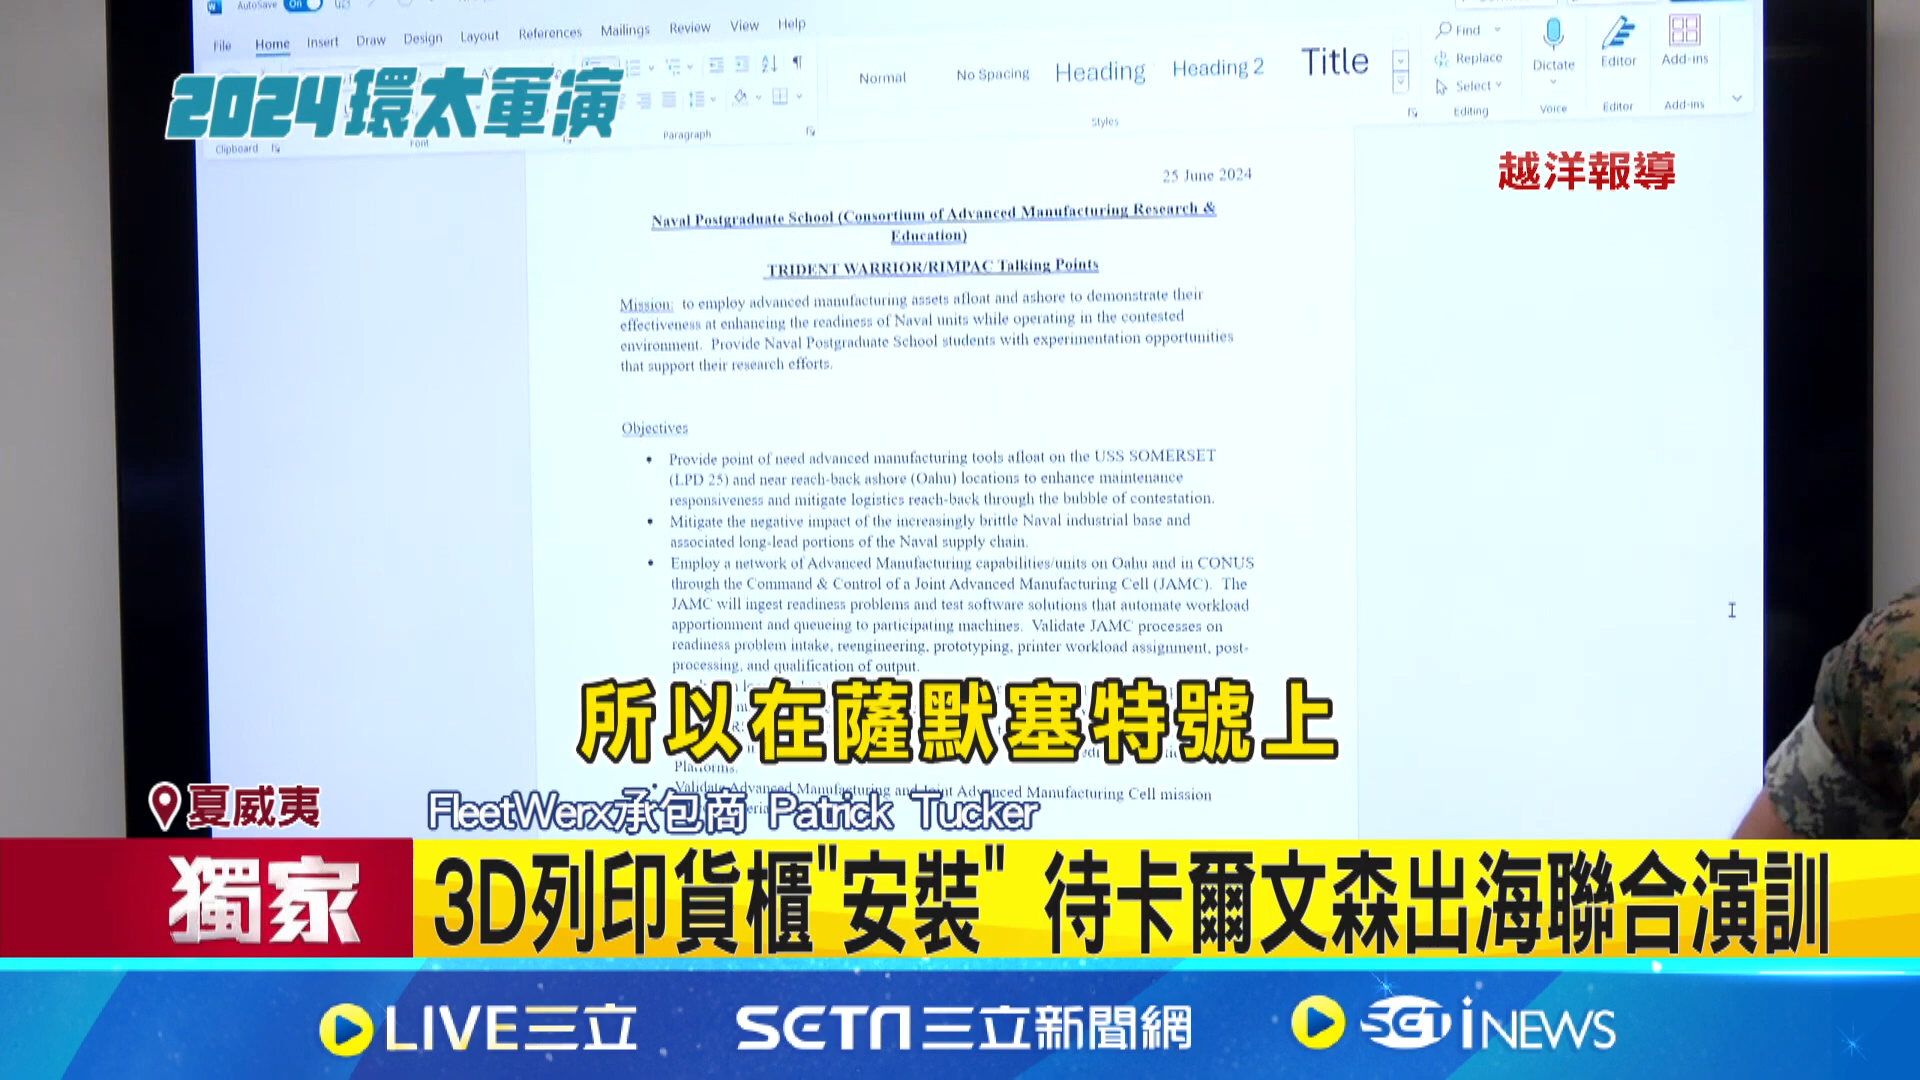 AutoSave On
File Home Insert Draw Design Layout References Mailings Review View Help
Normal No Spacing Heading Heading 2 Title
Find
Replace
Select
Dictate Editor Add-ins
Clipboard Font Paragraph Styles Editing Voice Editor Add-ins
2024環太軍演
越洋報導
25 June 2024
Naval Postgraduate School (Consortium of Advanced Manufacturing Research &
Education)
TRIDENT WARRIOR/RIMPAC Talking Points
Mission: to employ advanced manufacturing assets afloat and ashore to demonstrate their
effectiveness at enhancing the readiness of Naval units while operating in the contested
environment. Provide Naval Postgraduate School students with experimentation opportunities
that support their research efforts.
Objectives
• Provide point of need advanced manufacturing tools afloat on the USS SOMERSET
(LPD 25) and near reach-back ashore (Oahu) locations to enhance maintenance
responsiveness and mitigate logistics reach-back through the bubble of contestation.
• Mitigate the negative impact of the increasingly brittle Naval industrial base and
associated long-lead portions of the Naval supply chain.
• Employ a network of Advanced Manufacturing capabilities/units on Oahu and in CONUS
through the Command & Control of a Joint Advanced Manufacturing Cell (JAMC). The
JAMC will ingest readiness problems and test software solutions that automate workload
apportionment and queueing to participating machines. Validate JAMC processes on
readiness problem intake, reengineering, prototyping, printer workload assignment, post-
processing, and qualification of output.
所以在薩默塞特號上
Platforms.
• Validate Advanced Manufacturing and Joint Advanced Manufacturing Cell mission
夏威夷
FleetWerx承包商 Patrick Tucker
獨家
3D列印貨櫃"安裝" 待卡爾文森出海聯合演訓
LIVE三立
SETN三立新聞網
SETiNEWS